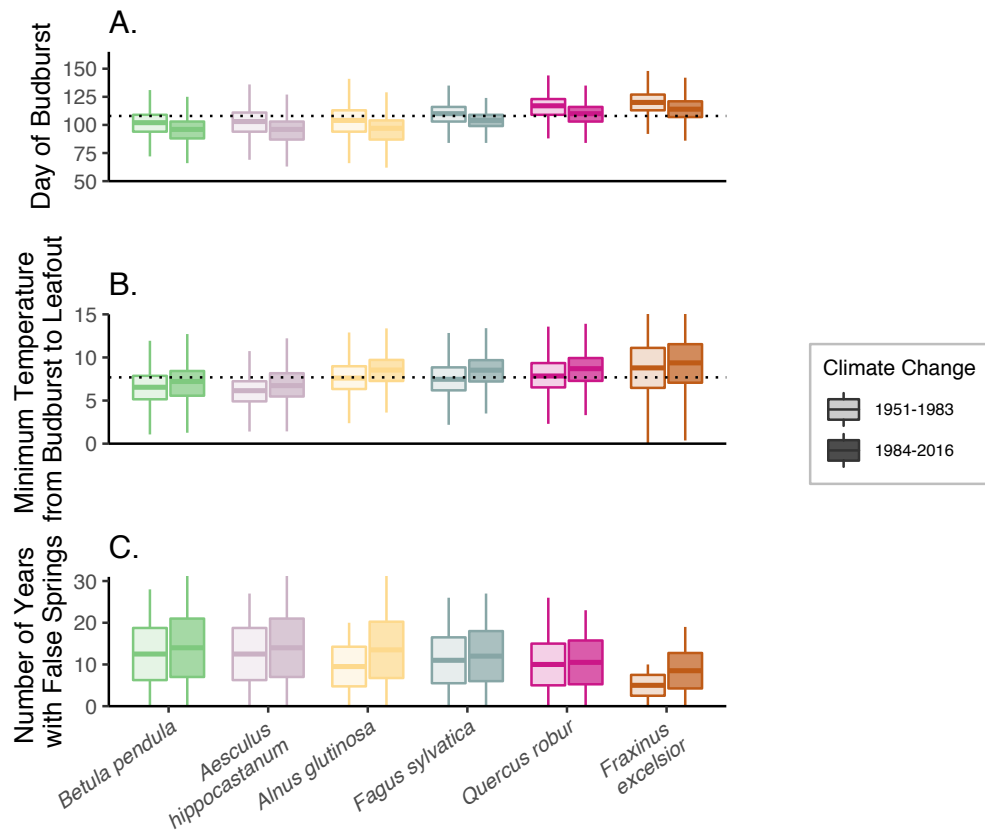 A.
Day of Budburst
150
125
100
75
50
B.
Minimum Temperature
from Budburst to Leafout
15
10
5
0
C.
Number of Years
with False Springs
30
20
10
0
Betula pendula
Aesculus
hippocastanum
Alnus glutinosa
Fagus sylvatica
Quercus robur
Fraxinus
excelsior
Climate Change
1951-1983
1984-2016